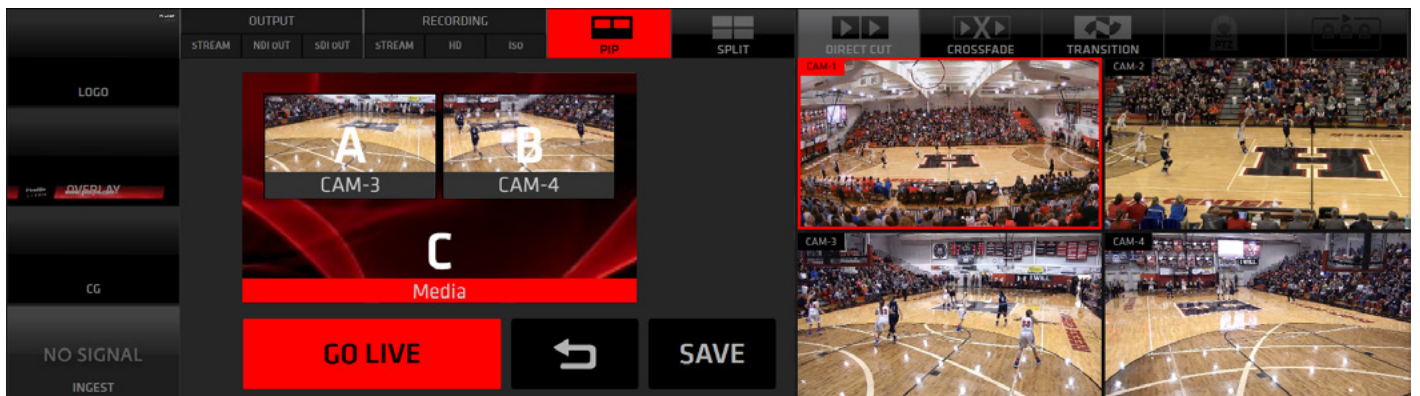 OUTPUT
RECORDING
STREAM
NDI OUT
SDI OUT
STREAM
HD
ISO
PIP
SPLIT
DIRECT CUT
CROSSFADE
TRANSITION
PTZ
LOGO
OVERLAY
CG
NO SIGNAL
INGEST
A
CAM-3
B
CAM-4
C
Media
GO LIVE
SAVE
CAM-1
H
CAM-2
H
CAM-3
CAM-4